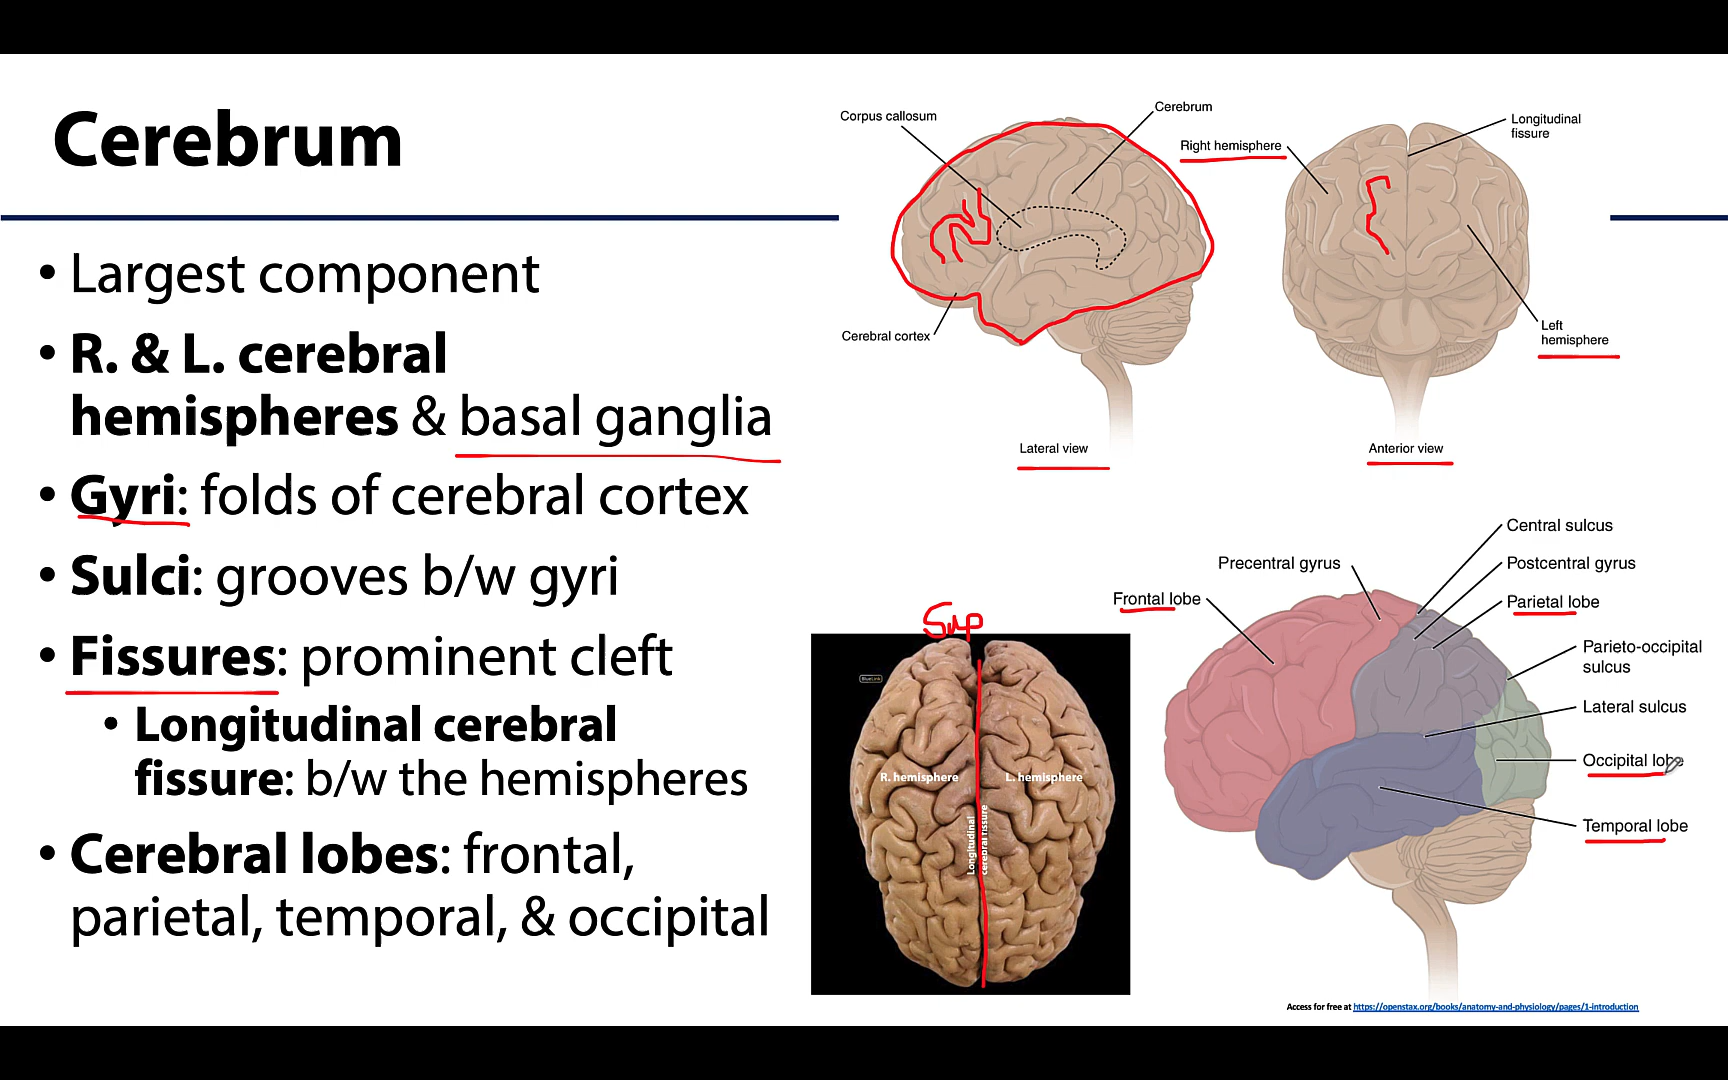 Cerebrum
• Largest component
• R. & L. cerebral
hemispheres & basal ganglia
• Gyri: folds of cerebral cortex
• Sulci: grooves b/w gyri
• Fissures: prominent cleft
• Longitudinal cerebral
fissure: b/w the hemispheres
• Cerebral lobes: frontal,
parietal, temporal, & occipital
Corpus callosum
Cerebrum
Cerebral cortex
Lateral view
Right hemisphere
Longitudinal
fissure
Left
hemisphere
Anterior view
Sup
BlueLink
R. hemisphere
L. hemisphere
Longitudinal
cerebral fissure
Central sulcus
Precentral gyrus
Postcentral gyrus
Frontal lobe
Parietal lobe
Parieto-occipital
sulcus
Lateral sulcus
Occipital lobe
Temporal lobe
Access for free at https://openstax.org/books/anatomy-and-physiology/pages/1-introduction